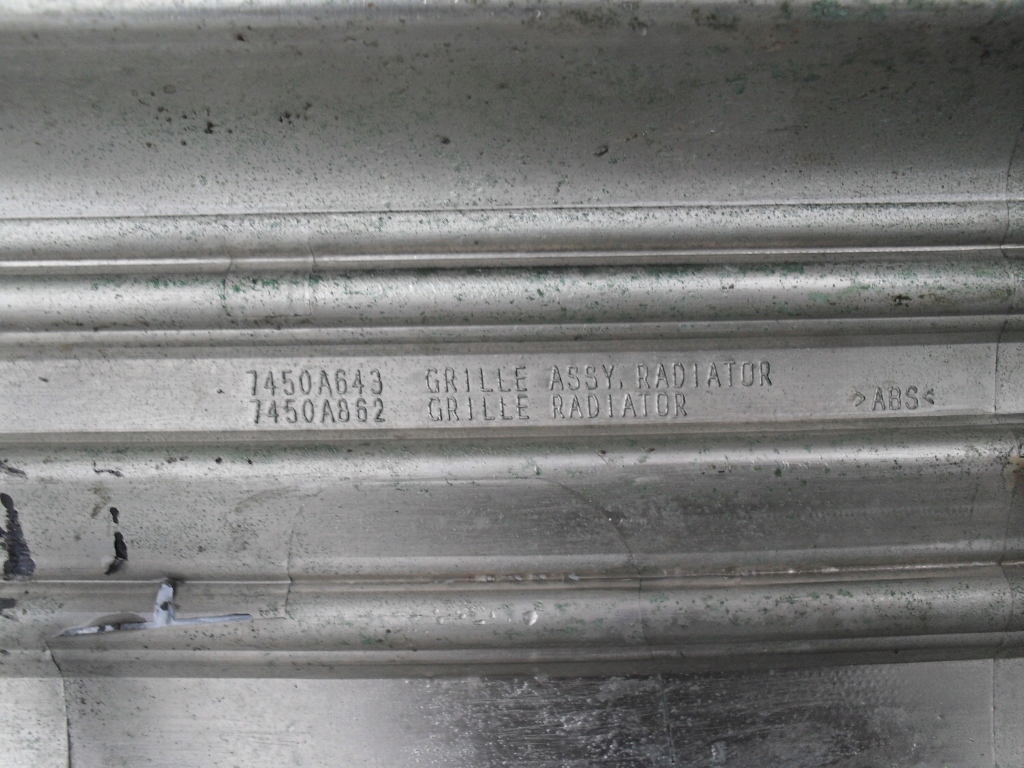 7450A643 GRILLE ASSY, RADIATOR
7450A862 GRILLE RADIATOR
>ABS<